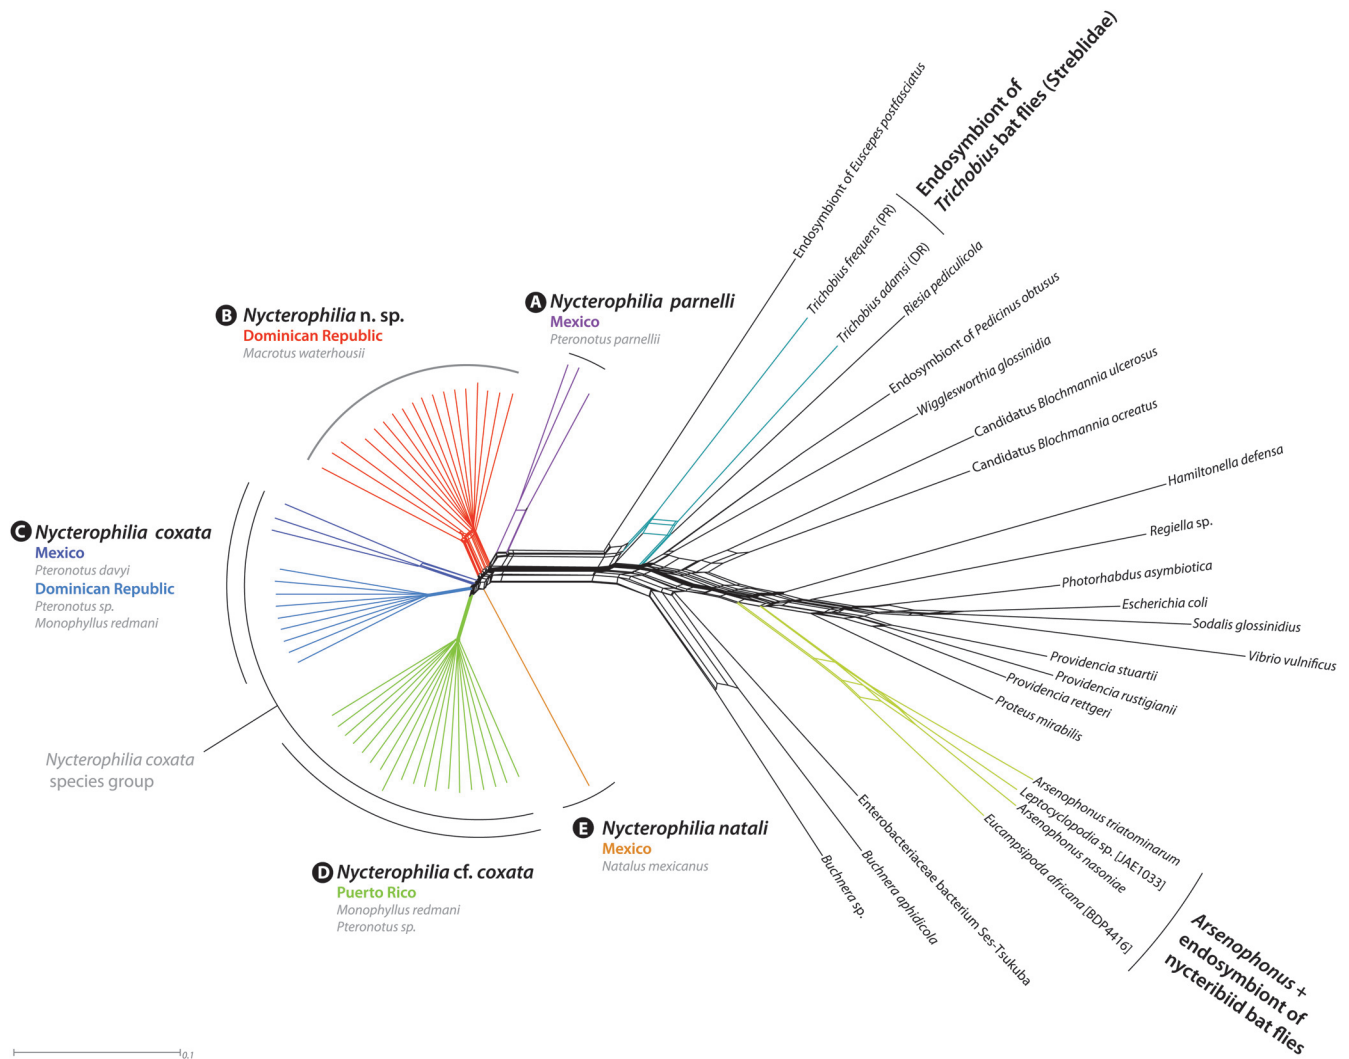 Endosymbiont of
Trichobius bat flies (Streblidae)
Endosymbiont of Euscepes postfasciatus
Trichobius frequens (PR)
Trichobius adamsi (DR)
Riesia pediculicola
Endosymbiont of Pedicinus obtusus
Wigglesworthia glossinidia
Candidatus Blochmannia ulcerosus
Candidatus Blochmannia ocreatus
Hamiltonella defensa
Regiella sp.
Photorhabdus asymbiotica
Escherichia coli
Sodalis glossinidius
Vibrio vulnificus
Providencia stuartii
Providencia rustigianii
Providencia rettgeri
Proteus mirabilis
Arsenophonus triatominarum
Leptocyclopodia sp. [JAE1033]
Arsenophonus nasoniae
Eucampsipoda africana [BDP4416]
Arsenophonus +
endosymbiont of
nycteribiid bat flies
Enterobacteriaceae bacterium Ses-Tsukuba
Buchnera aphidicola
Buchnera sp.
A Nycterophilia parnelli
Mexico
Pteronotus parnellii
B Nycterophilia n. sp.
Dominican Republic
Macrotus waterhousii
C Nycterophilia coxata
Mexico
Pteronotus davyi
Dominican Republic
Pteronotus sp.
Monophyllus redmani
Nycterophilia coxata
species group
D Nycterophilia cf. coxata
Puerto Rico
Monophyllus redmani
Pteronotus sp.
E Nycterophilia natali
Mexico
Natalus mexicanus
0.1